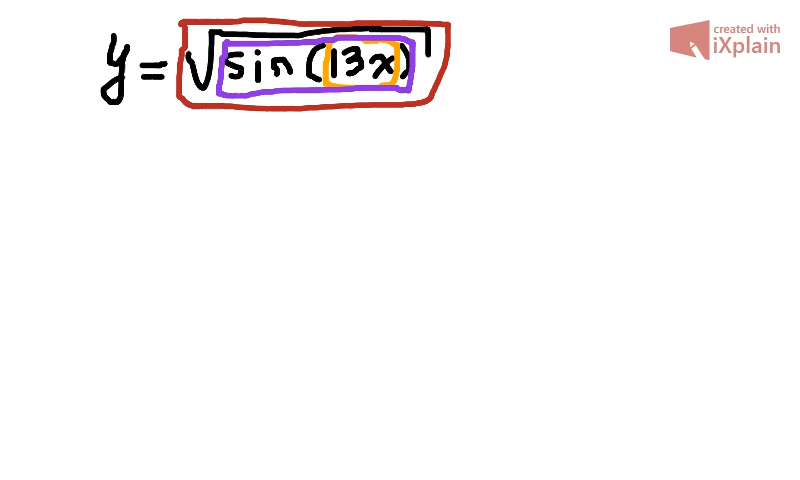 y = √sin(13x)
created with
iXplain